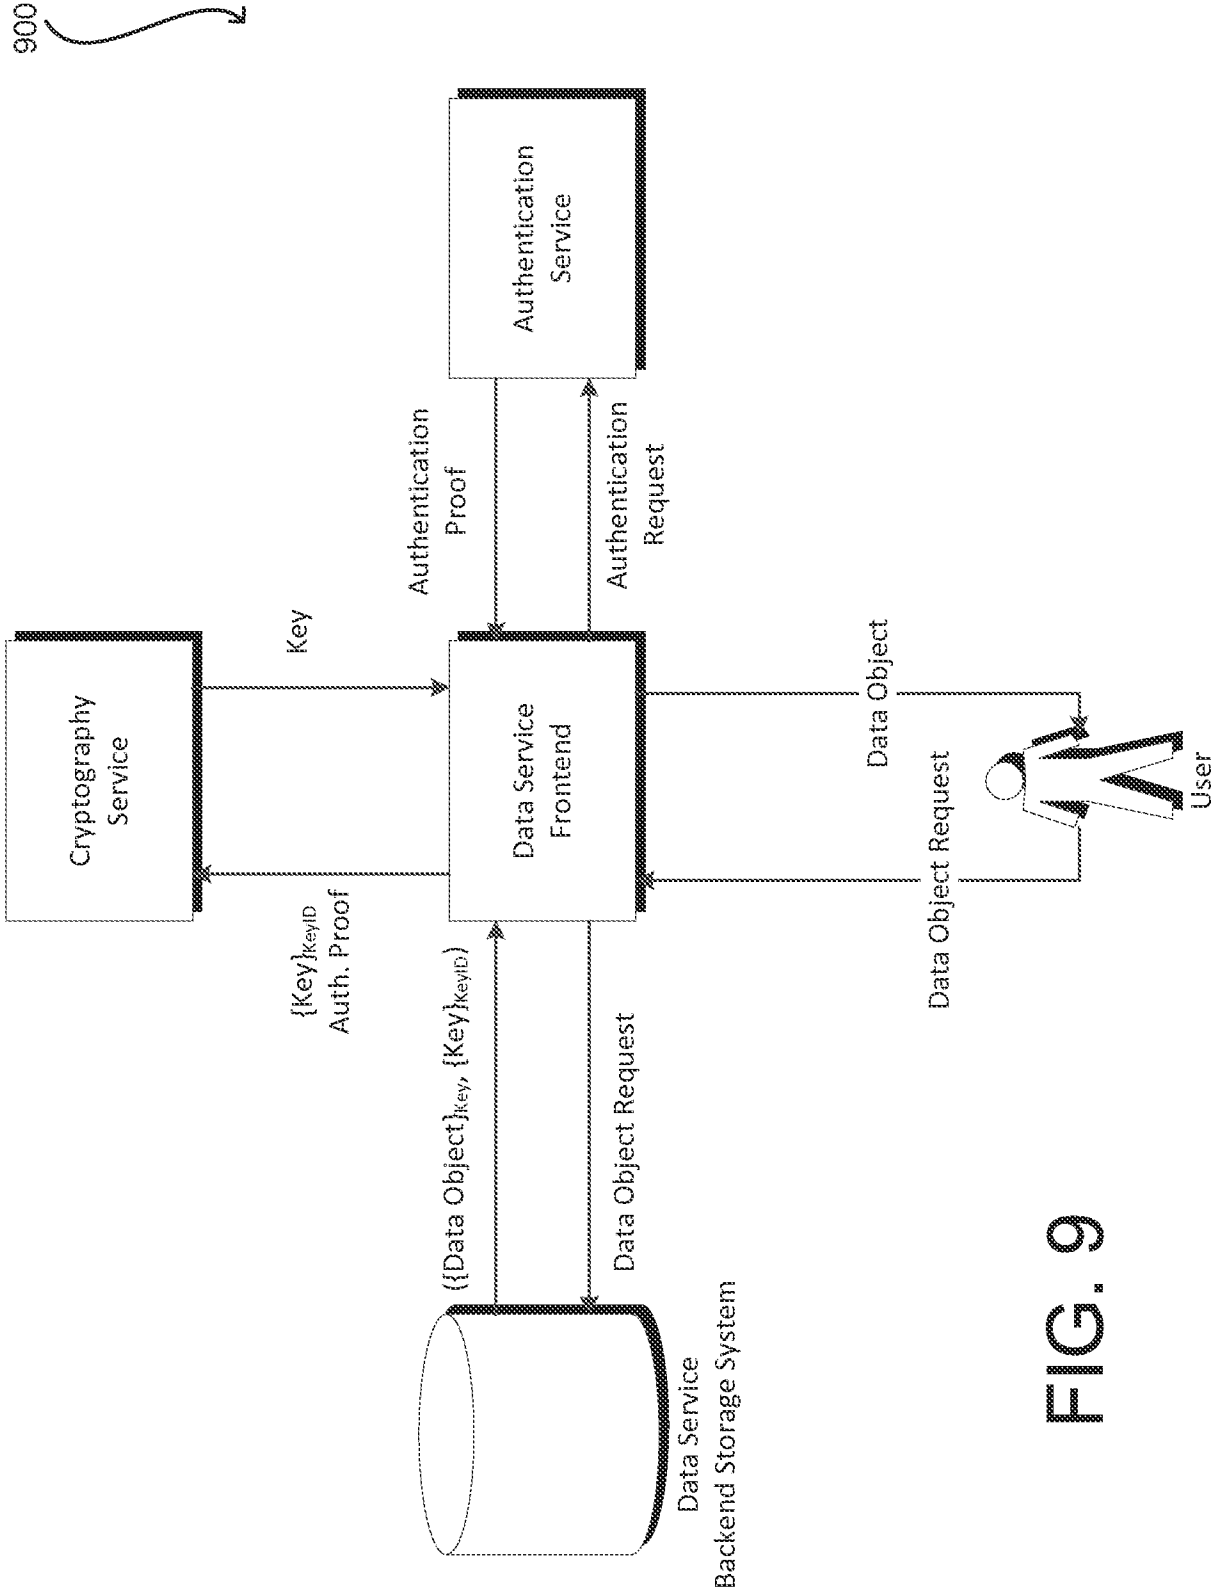 900
Cryptography
Service
{Key}KeyID
Auth. Proof
Key
({Data Object}Key, {Key}KeyID)
Data Service
Frontend
Authentication
Proof
Authentication
Service
Data Object Request
Authentication
Request
Data Service
Backend Storage System
Data Object Request
Data Object
User
FIG. 9